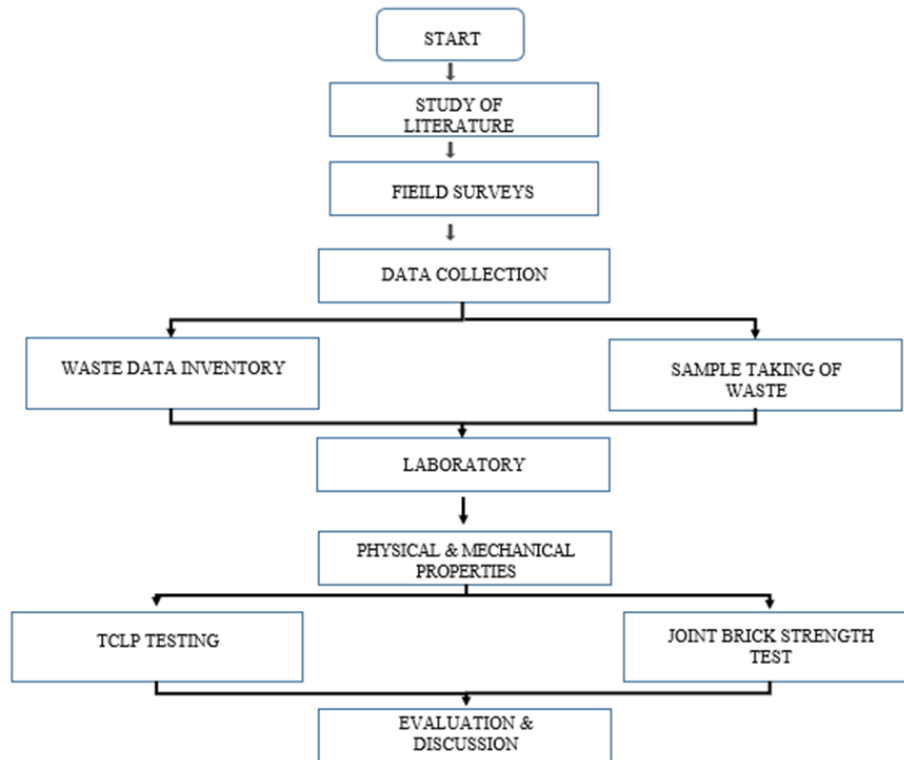 START
STUDY OF
LITERATURE
FIEILD SURVEYS
DATA COLLECTION
WASTE DATA INVENTORY
SAMPLE TAKING OF
WASTE
LABORATORY
PHYSICAL & MECHANICAL
PROPERTIES
TCLP TESTING
JOINT BRICK STRENGTH
TEST
EVALUATION &
DISCUSSION